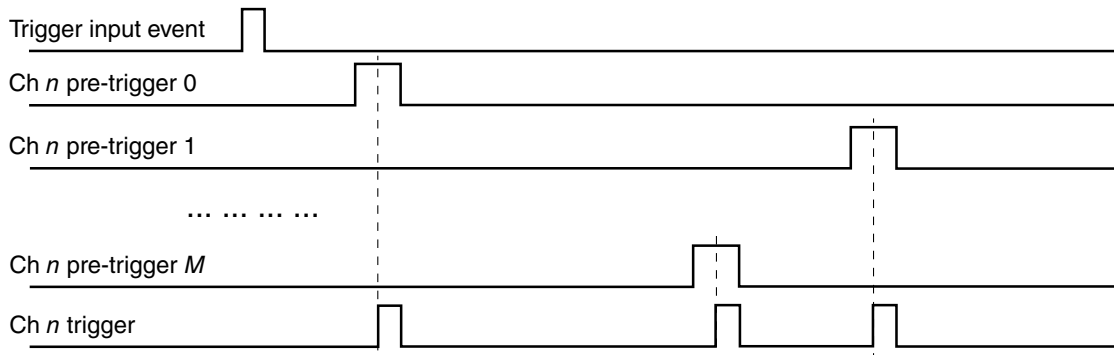 Trigger input event
Ch n pre-trigger 0
Ch n pre-trigger 1
... ... ... ...
Ch n pre-trigger M
Ch n trigger